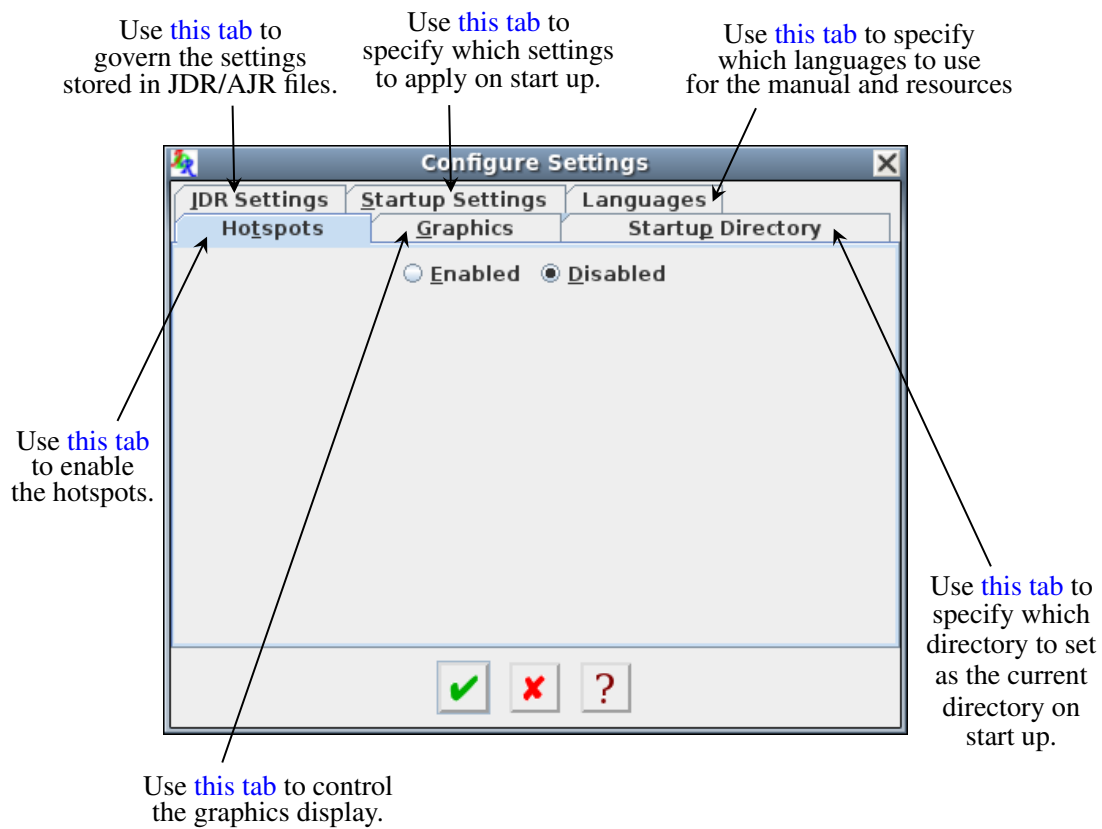 Use this tab to
govern the settings
stored in JDR/AJR files.
Use this tab to
specify which settings
to apply on start up.
Use this tab to specify
which languages to use
for the manual and resources
Configure Settings
JDR Settings
Startup Settings
Languages
Hotspots
Graphics
Startup Directory
Enabled
Disabled
Use this tab
to enable
the hotspots.
Use this tab to
specify which
directory to set
as the current
directory on
start up.
?
Use this tab to control
the graphics display.